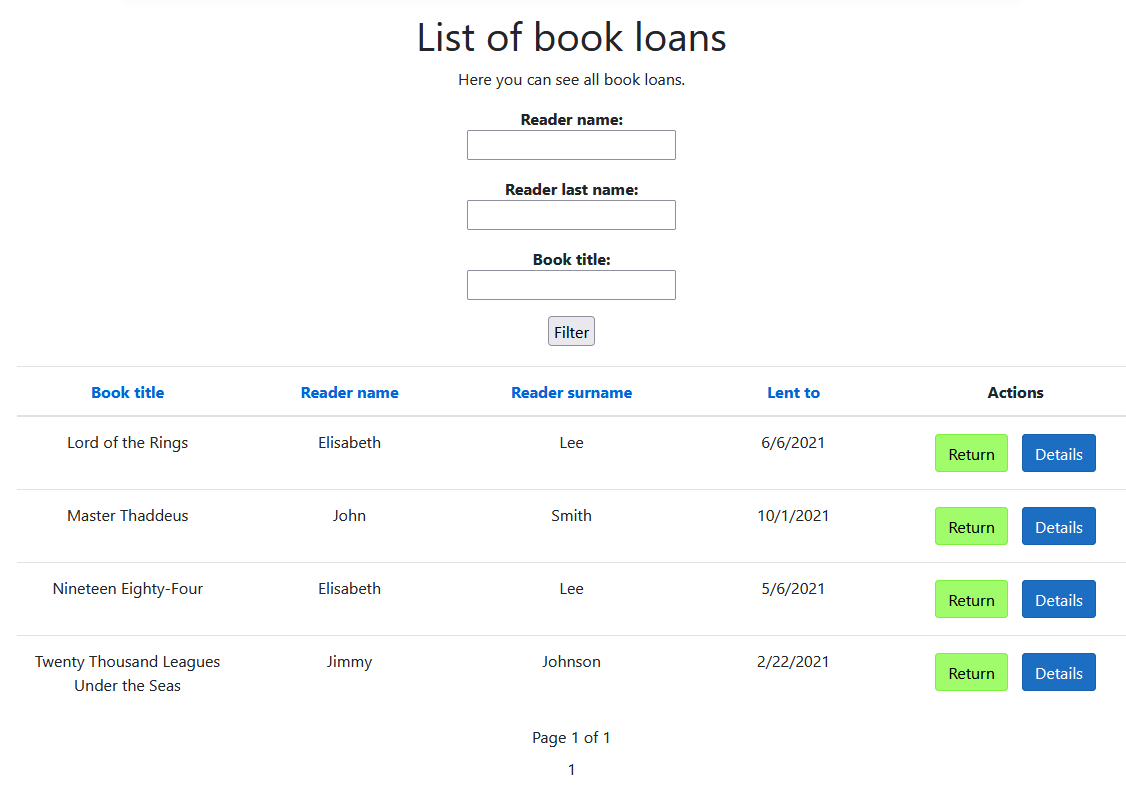 List of book loans
Here you can see all book loans.
Reader name:
Reader last name:
Book title:
Filter
Book title Reader name Reader surname Lent to Actions
Lord of the Rings Elisabeth Lee 6/6/2021 Return Details
Master Thaddeus John Smith 10/1/2021 Return Details
Nineteen Eighty-Four Elisabeth Lee 5/6/2021 Return Details
Twenty Thousand Leagues Jimmy Johnson 2/22/2021 Return Details
Under the Seas
Page 1 of 1
1